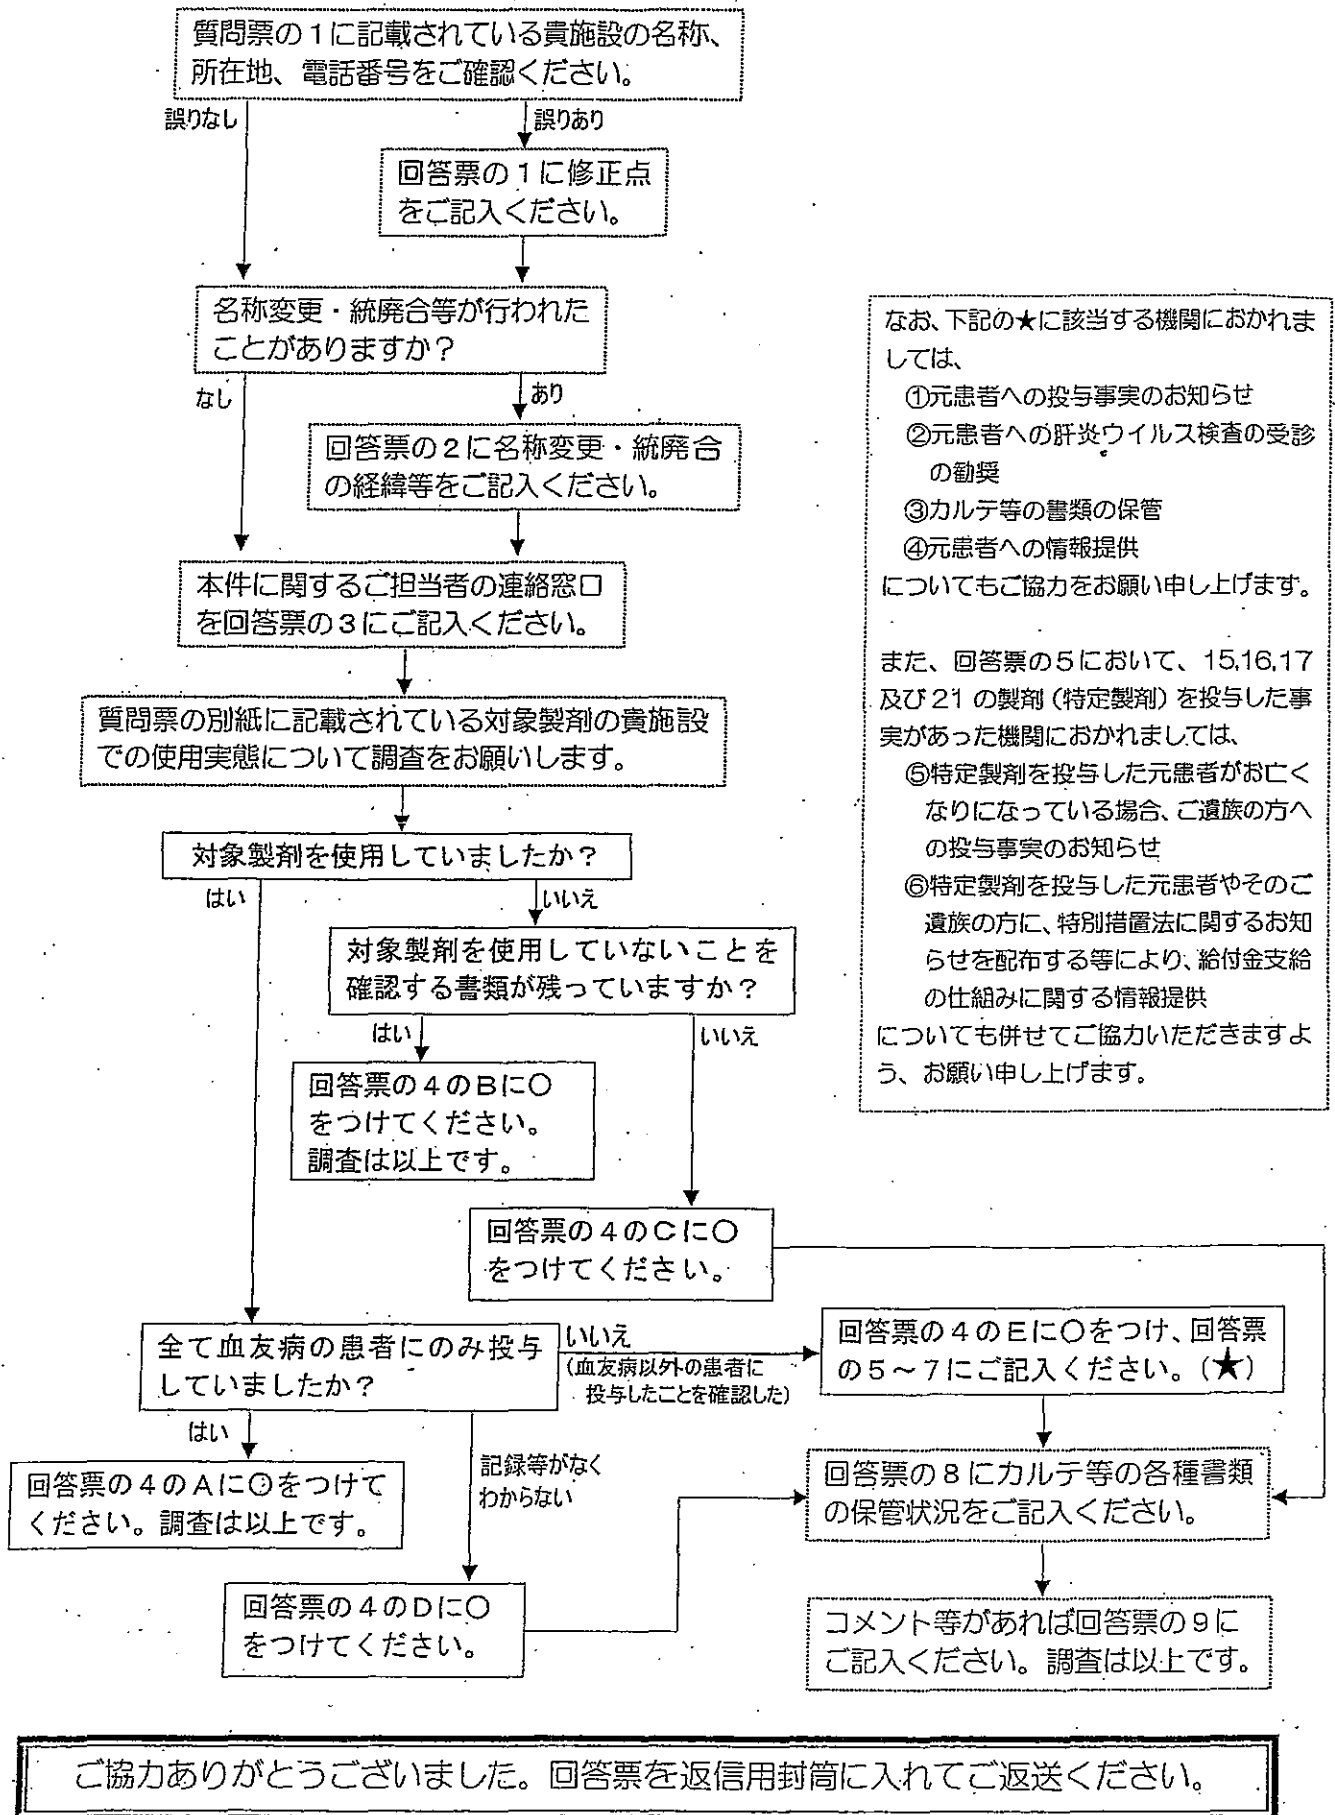 質問票の1に記載されている貴施設の名称、
所在地、電話番号をご確認ください。
誤りなし
誤りあり
回答票の1に修正点
をご記入ください。
名称変更・統廃合等が行われた
ことがありますか？
なし
あり
回答票の2に名称変更・統廃合
の経緯等をご記入ください。
本件に関するご担当者の連絡窓口
を回答票の3にご記入ください。
質問票の別紙に記載されている対象製剤の貴施設
での使用実態について調査をお願いします。
対象製剤を使用していましたか？
はい
いいえ
対象製剤を使用していないことを
確認する書類が残っていますか？
はい
いいえ
回答票の4のBに○
をつけてください。
調査は以上です。
回答票の4のCに○
をつけてください。
全て血友病の患者にのみ投与
していましたか？
いいえ
(血友病以外の患者に
投与したことを確認した)
回答票の4のEに○をつけ、回答票
の5～7にご記入ください。(★)
はい
記録等がなく
わからない
回答票の4のAに○をつけて
ください。調査は以上です。
回答票の8にカルテ等の各種書類
の保管状況をご記入ください。
回答票の4のDに○
をつけてください。
コメント等があれば回答票の9に
ご記入ください。調査は以上です。
なお、下記の★に該当する機関におかれま
しては、
①元患者への投与事実のお知らせ
②元患者への肝炎ウイルス検査の受診
の勧奨
③カルテ等の書類の保管
④元患者への情報提供
についてもご協力をお願い申し上げます。
また、回答票の5において、15,16,17
及び21の製剤（特定製剤）を投与した事
実があった機関におかれましては、
⑤特定製剤を投与した元患者がお亡く
なりになっている場合、ご遺族の方へ
の投与事実のお知らせ
⑥特定製剤を投与した元患者やそのご
遺族の方に、特別措置法に関するお知
らせを配布する等により、給付金支給
の仕組みに関する情報提供
についても併せてご協力いただきますよ
う、お願い申し上げます。
ご協力ありがとうございました。回答票を返信用封筒に入れてご返送ください。